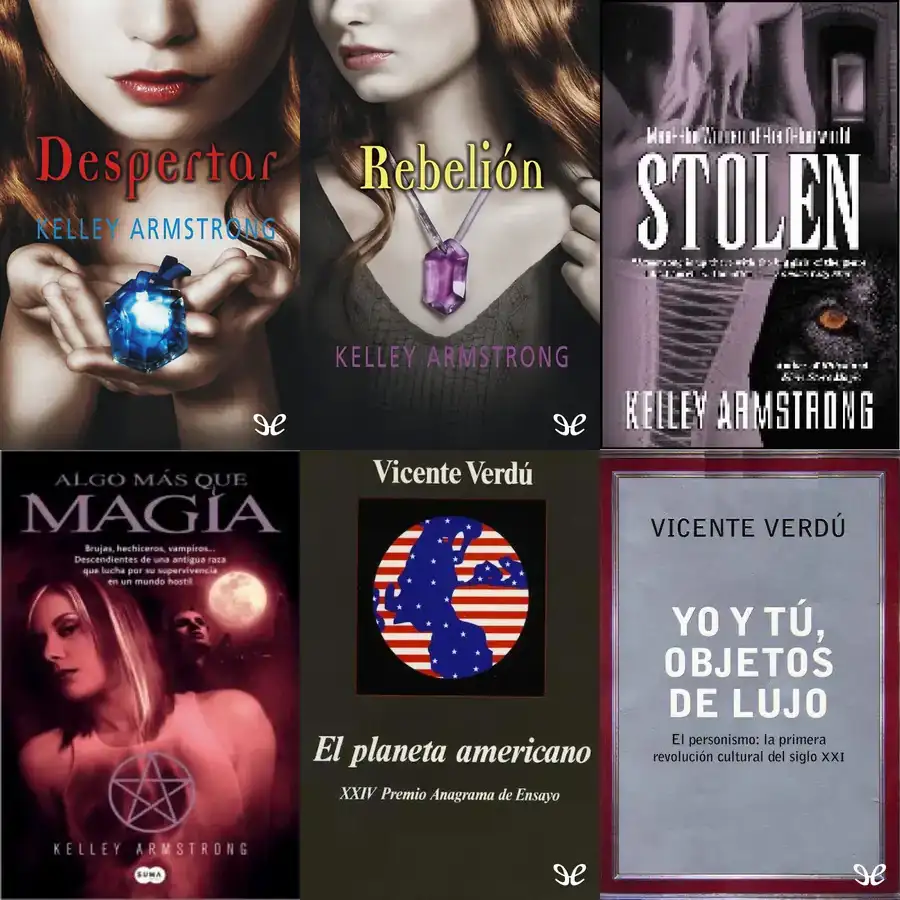 Despertar
KELLEY ARMSTRONG
Rebelión
KELLEY ARMSTRONG
STOLEN
KELLEY ARMSTRONG
ALGO MÁS QUE
MAGIA
Brujas, hechiceros, vampiros...
Descendientes de una antigua raza
que lucha por su supervivencia
en un mundo hostil
KELLEY ARMSTRONG
SUMA
Vicente Verdú
El planeta americano
XXIV Premio Anagrama de Ensayo
VICENTE VERDÚ
YO Y TÚ,
OBJETOS
DE LUJO
El personismo: la primera
revolución cultural del siglo XXI